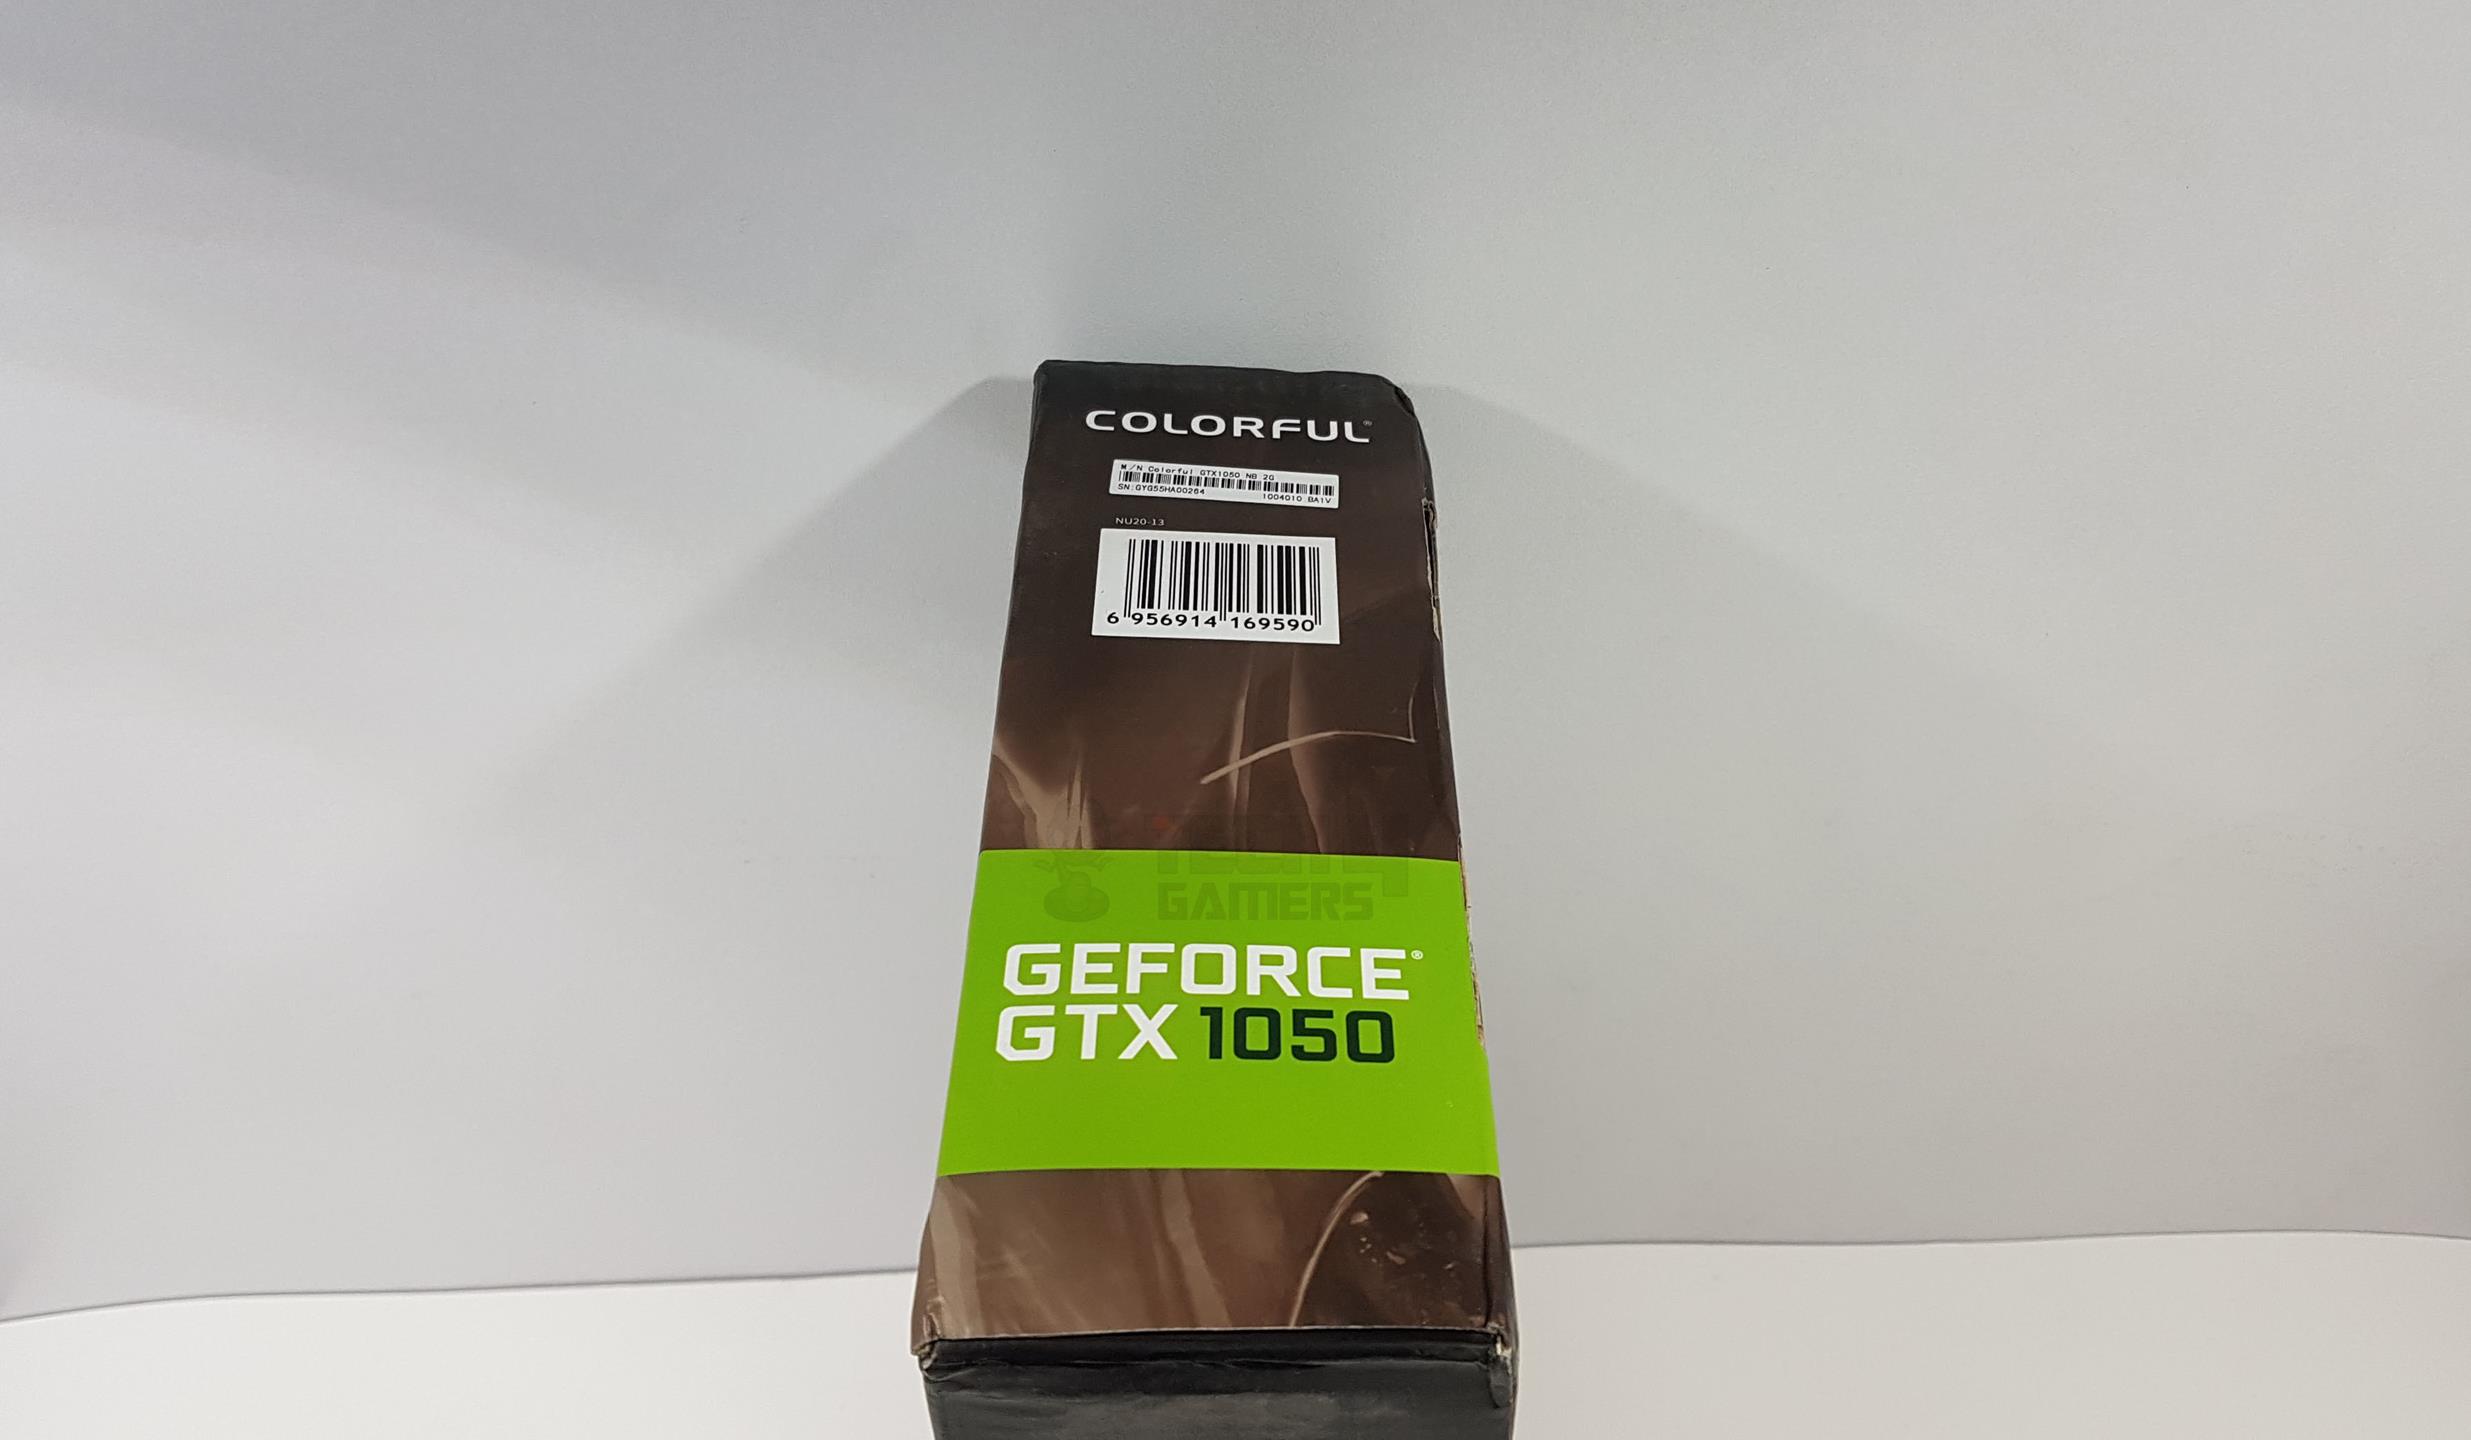 COLORFUL®
M/N Colorful GTX1050 NB 2G
SN:GYG55HA00264 1004010 BA1V
NU20-13
6 956914 169590
TECH4
GAMERS
GEFORCE®
GTX 1050